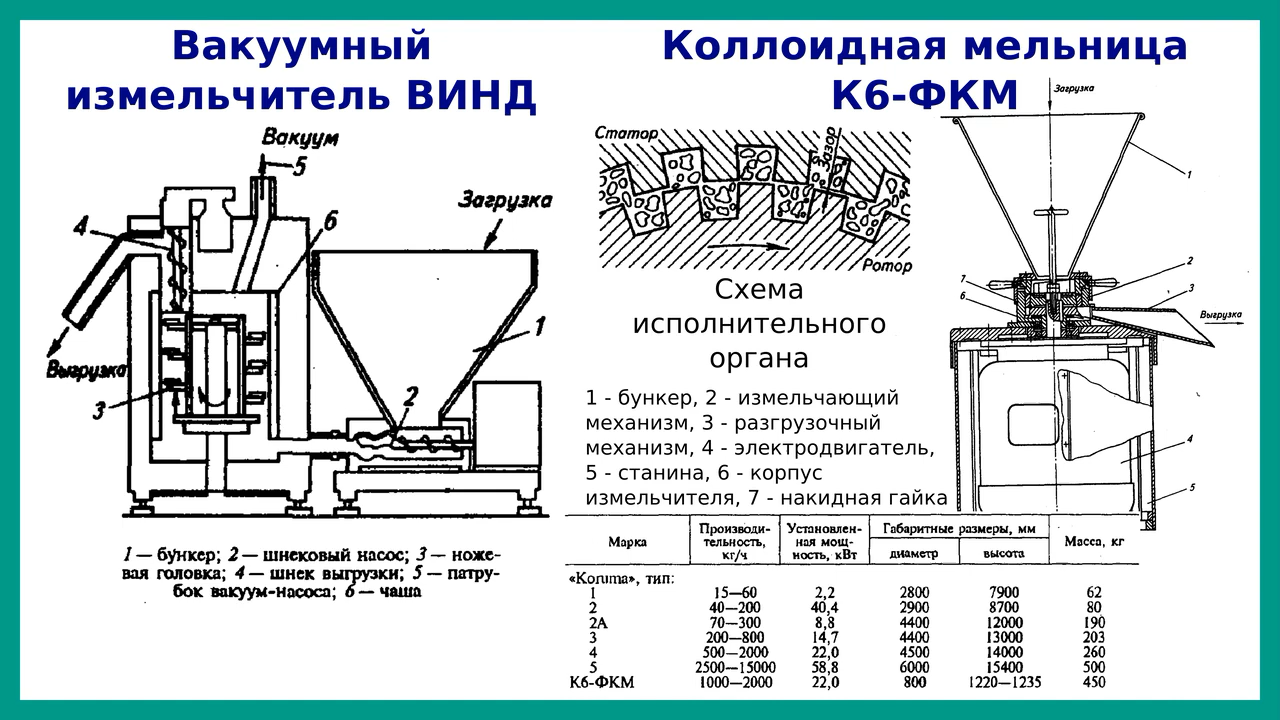 Вакуумный
измельчитель ВИНД
Вакуум
5
4
6
Загрузка
1
Выгрузка
2
3
1 — бункер; 2 — шнековый насос; 3 — ноже-
вая головка; 4 — шнек выгрузки; 5 — патру-
бок вакуум-насоса; 6 — чаша
Коллоидная мельница
К6-ФКМ
Загрузка
Статор
Зазор
Ротор
1
2
7
3
6
Выгрузка
4
5
Схема
исполнительного
органа
1 - бункер, 2 - измельчающий
механизм, 3 - разгрузочный
механизм, 4 - электродвигатель,
5 - станина, 6 - корпус
измельчителя, 7 - накидная гайка
Марка Производи-тельность, кг/ч Установлен-ная мощ-ность, кВт Габаритные размеры, мм Масса, кг
диаметр высота
«Koruma», тип:
1 15—60 2,2 2800 7900 62
2 40—200 40,4 2900 8700 80
2А 70—300 8,8 4400 12000 190
3 200—800 14,7 4400 13000 203
4 500—2000 22,0 4500 14000 260
5 2500—15000 58,8 6000 15400 500
К6-ФКМ 1000—2000 22,0 800 1220—1235 450